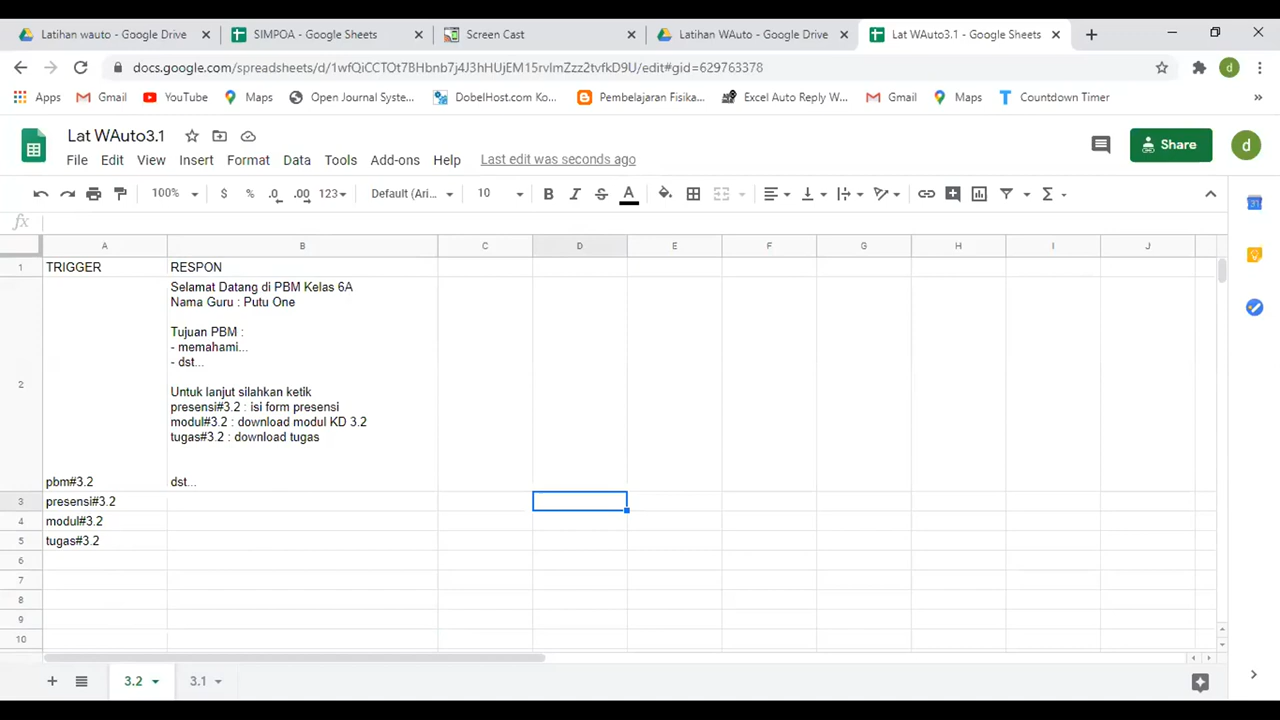 Latihan wauto - Google Drive
SIMPOA - Google Sheets
Screen Cast
Latihan WAuto - Google Drive
Lat WAuto3.1 - Google Sheets
docs.google.com/spreadsheets/d/1wfQiCCTOt7BHbnb7j4J3hHUjEM15rvlmZzz2tvfkD9U/edit#gid=629763378
d
Apps
Gmail
YouTube
Maps
Open Journal Syste...
DobelHost.com Ko...
Pembelajaran Fisika...
Excel Auto Reply W...
Gmail
Maps
Countdown Timer
»
Lat WAuto3.1
File Edit View Insert Format Data Tools Add-ons Help Last edit was seconds ago
Share
d
100% $ % .0 .00 123 Default (Ari... 10 B I S A Σ
31
fx
A B C D E F G H I J
1 TRIGGER RESPON
Selamat Datang di PBM Kelas 6A
Nama Guru : Putu One
Tujuan PBM :
- memahami...
- dst...
2
Untuk lanjut silahkan ketik
presensi#3.2 : isi form presensi
modul#3.2 : download modul KD 3.2
tugas#3.2 : download tugas
pbm#3.2 dst...
3 presensi#3.2
4 modul#3.2
5 tugas#3.2
6
7
8
9
10
3.2
3.1